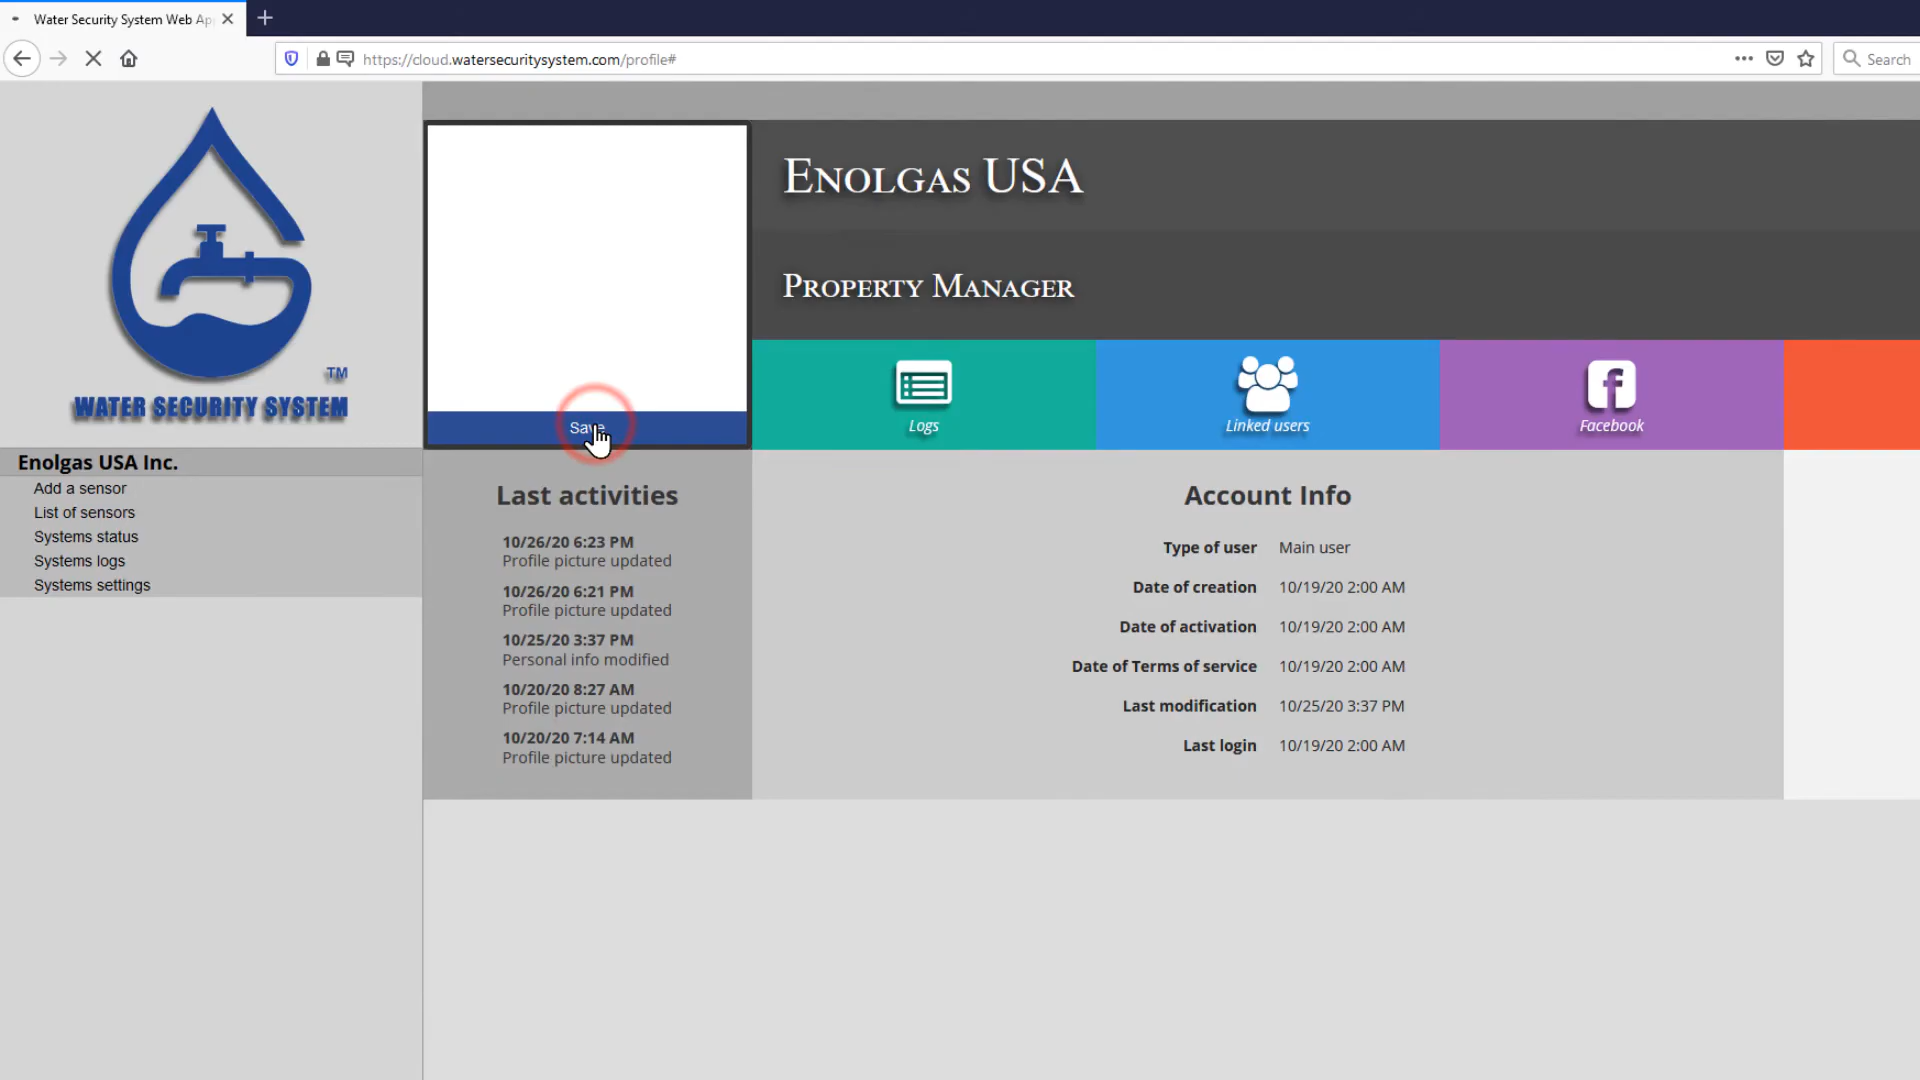 Water Security System Web Ap
https://cloud.watersecuritysystem.com/profile#
Search
TM
WATER SECURITY SYSTEM
Enolgas USA Inc.
Add a sensor
List of sensors
Systems status
Systems logs
Systems settings
Save
Enolgas USA
Property Manager
Logs
Linked users
Facebook
Last activities
10/26/20 6:23 PM
Profile picture updated
10/26/20 6:21 PM
Profile picture updated
10/25/20 3:37 PM
Personal info modified
10/20/20 8:27 AM
Profile picture updated
10/20/20 7:14 AM
Profile picture updated
Account Info
Type of user Main user
Date of creation 10/19/20 2:00 AM
Date of activation 10/19/20 2:00 AM
Date of Terms of service 10/19/20 2:00 AM
Last modification 10/25/20 3:37 PM
Last login 10/19/20 2:00 AM